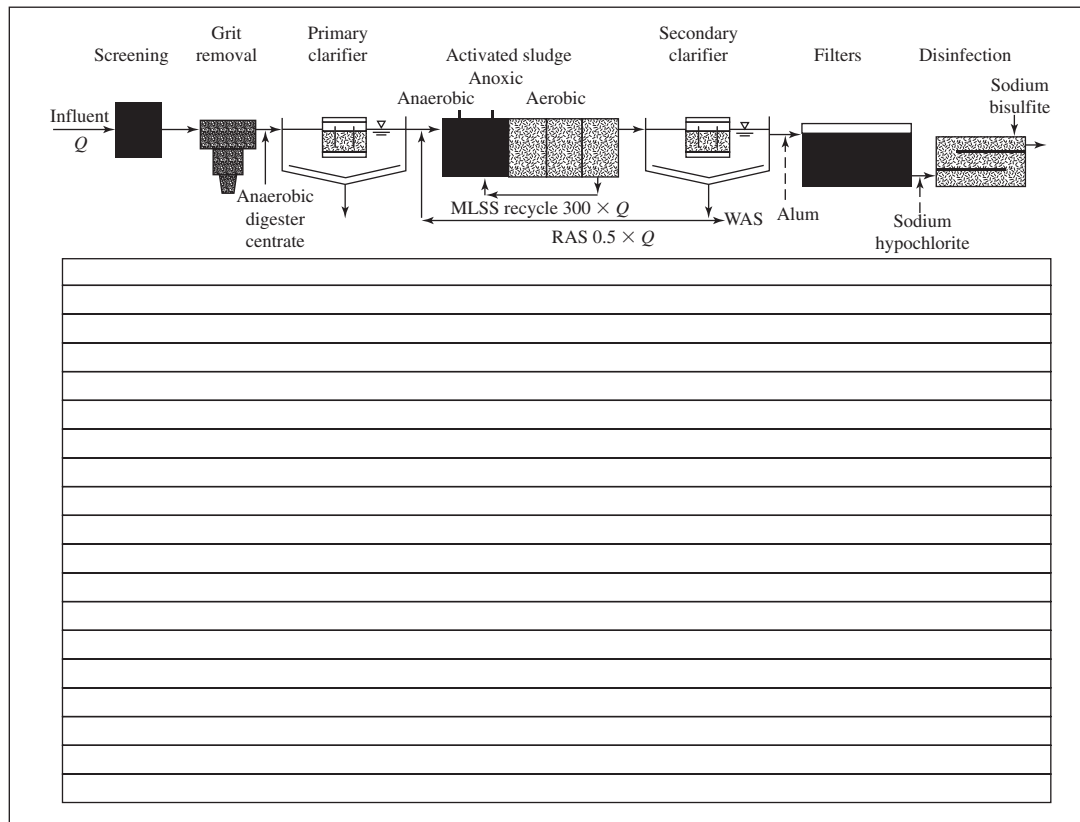 Screening
Grit
removal
Primary
clarifier
Activated sludge
Anoxic
Anaerobic
Aerobic
Secondary
clarifier
Filters
Disinfection
Sodium
bisulfite
Influent
Q
Anaerobic
digester
centrate
MLSS recycle 300 × Q
RAS 0.5 × Q
WAS
Alum
Sodium
hypochlorite